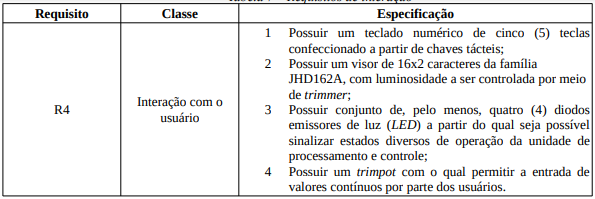 Requisito Classe Especificação
R4
Interação com o
usuário
1 Possuir um teclado numérico de cinco (5) teclas
confeccionado a partir de chaves tácteis;
2 Possuir um visor de 16x2 caracteres da família
JHD162A, com luminosidade a ser controlada por meio
de trimmer;
3 Possuir conjunto de, pelo menos, quatro (4) diodos
emissores de luz (LED) a partir do qual seja possível
sinalizar estados diversos de operação da unidade de
processamento e controle;
4 Possuir um trimpot com o qual permitir a entrada de
valores contínuos por parte dos usuários.